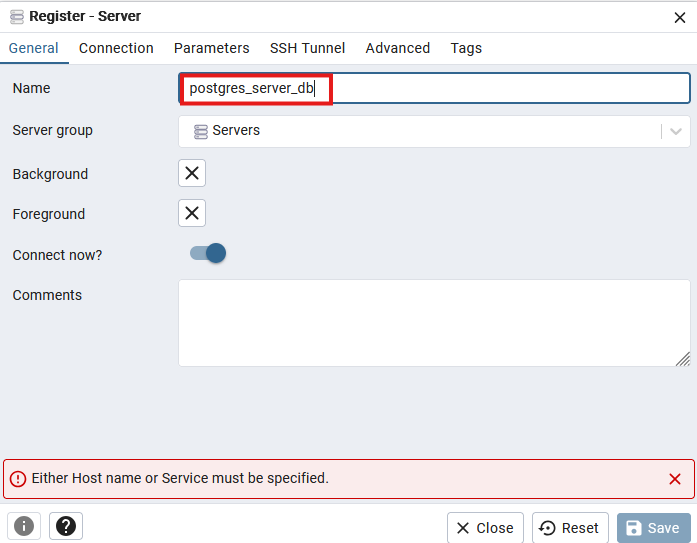 Register - Server
General Connection Parameters SSH Tunnel Advanced Tags
Name postgres_server_db
Server group Servers
Background
Foreground
Connect now?
Comments
Either Host name or Service must be specified.
Close Reset Save